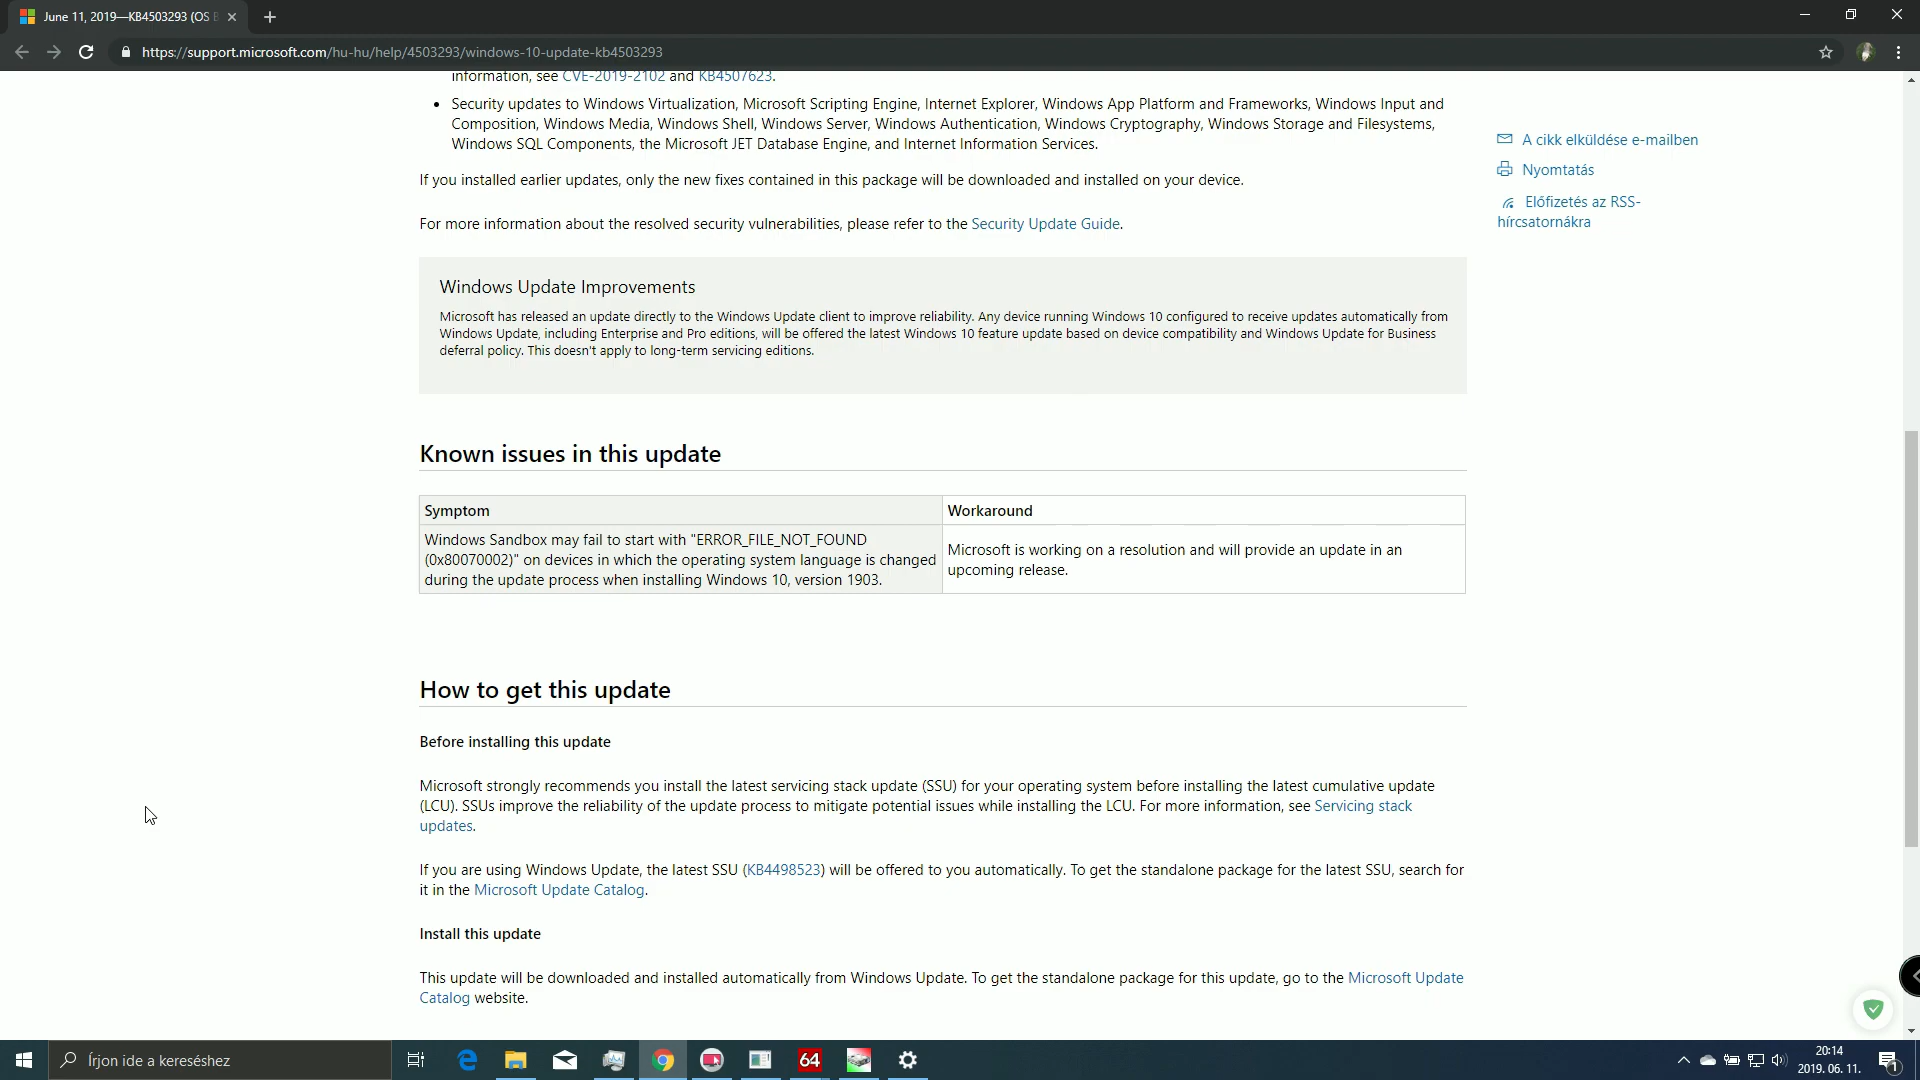 June 11, 2019—KB4503293 (OS B
https://support.microsoft.com/hu-hu/help/4503293/windows-10-update-kb4503293
information, see CVE-2019-2102 and KB4507623.
• Security updates to Windows Virtualization, Microsoft Scripting Engine, Internet Explorer, Windows App Platform and Frameworks, Windows Input and
Composition, Windows Media, Windows Shell, Windows Server, Windows Authentication, Windows Cryptography, Windows Storage and Filesystems,
Windows SQL Components, the Microsoft JET Database Engine, and Internet Information Services.
If you installed earlier updates, only the new fixes contained in this package will be downloaded and installed on your device.
For more information about the resolved security vulnerabilities, please refer to the Security Update Guide.
A cikk elküldése e-mailben
Nyomtatás
Előfizetés az RSS-
hírcsatornákra
Windows Update Improvements
Microsoft has released an update directly to the Windows Update client to improve reliability. Any device running Windows 10 configured to receive updates automatically from
Windows Update, including Enterprise and Pro editions, will be offered the latest Windows 10 feature update based on device compatibility and Windows Update for Business
deferral policy. This doesn't apply to long-term servicing editions.
Known issues in this update
Symptom
Workaround
Windows Sandbox may fail to start with "ERROR_FILE_NOT_FOUND
(0x80070002)" on devices in which the operating system language is changed
during the update process when installing Windows 10, version 1903.
Microsoft is working on a resolution and will provide an update in an
upcoming release.
How to get this update
Before installing this update
Microsoft strongly recommends you install the latest servicing stack update (SSU) for your operating system before installing the latest cumulative update
(LCU). SSUs improve the reliability of the update process to mitigate potential issues while installing the LCU. For more information, see Servicing stack
updates.
If you are using Windows Update, the latest SSU (KB4498523) will be offered to you automatically. To get the standalone package for the latest SSU, search for
it in the Microsoft Update Catalog.
Install this update
This update will be downloaded and installed automatically from Windows Update. To get the standalone package for this update, go to the Microsoft Update
Catalog website.
Írjon ide a kereséshez
64
20:14
2019. 06. 11.
1